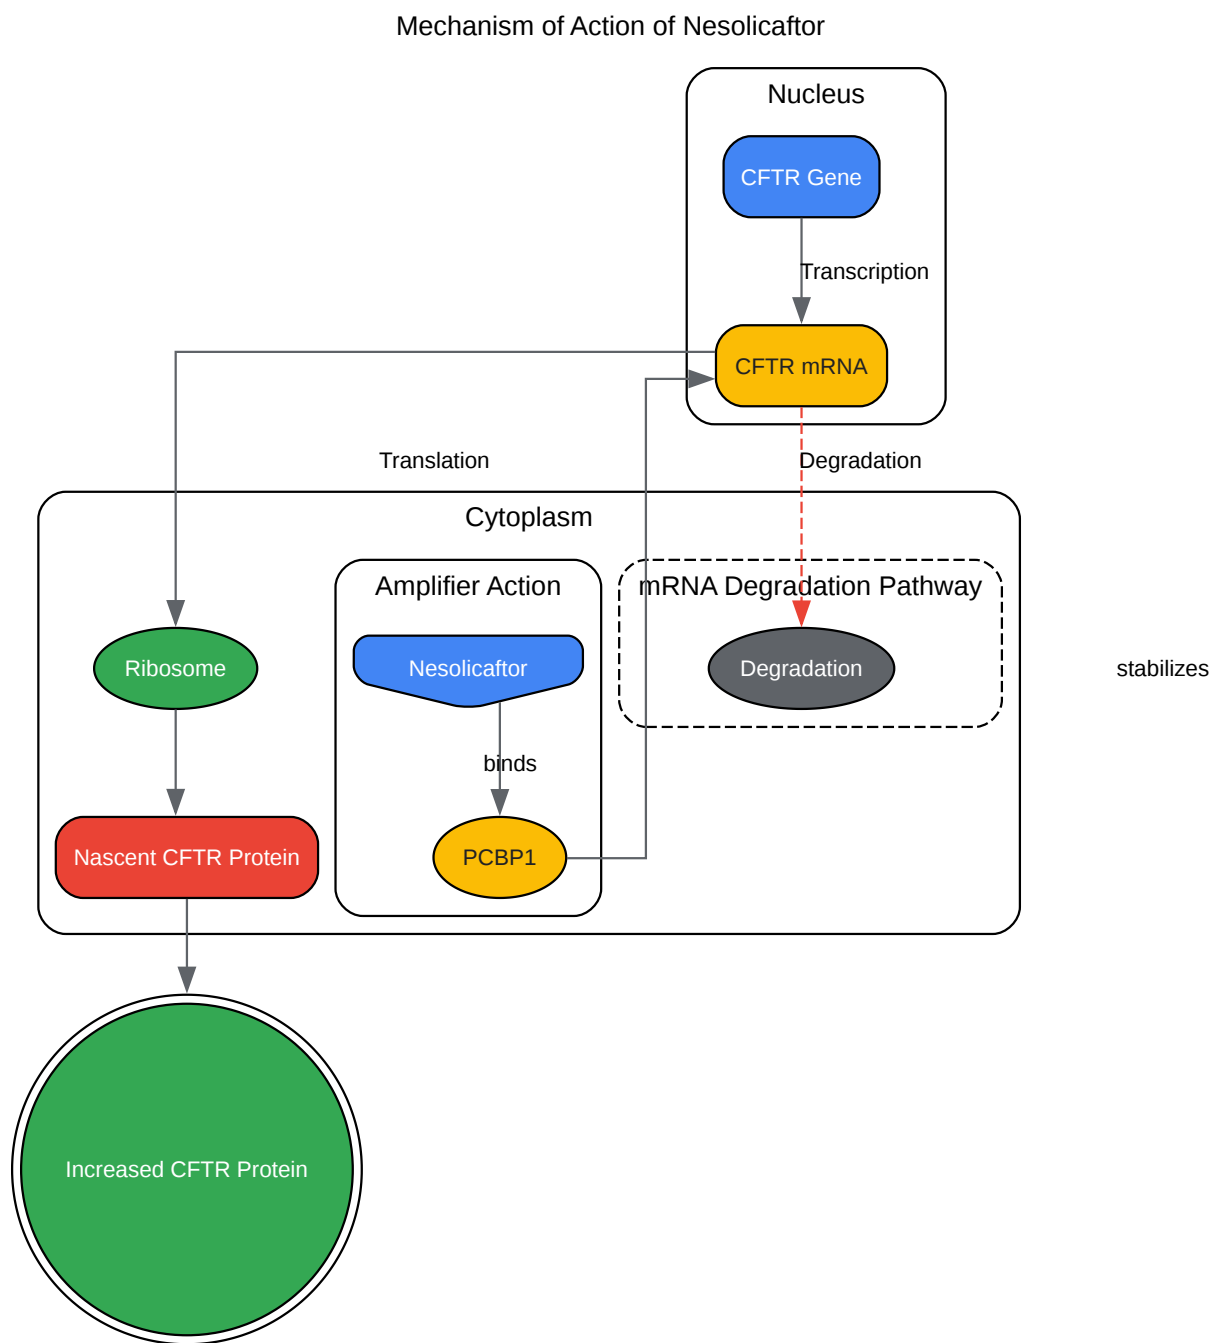 Mechanism of Action of Nesolicaftor
Nucleus
CFTR Gene
Transcription
CFTR mRNA
Translation
Degradation
Cytoplasm
Amplifier Action
mRNA Degradation Pathway
Ribosome
Nesolicaftor
Degradation
stabilizes
binds
Nascent CFTR Protein
PCBP1
Increased CFTR Protein